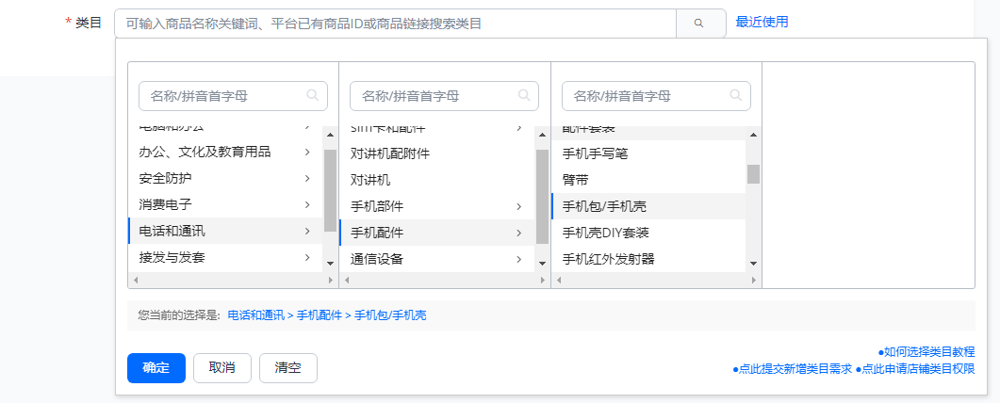 * 类目
可输入商品名称关键词、平台已有商品ID或商品链接搜索类目
最近使用
名称/拼音首字母
电脑和办公
办公、文化及教育用品
安全防护
消费电子
电话和通讯
接发与发套
名称/拼音首字母
sim卡和配件
对讲机配附件
对讲机
手机部件
手机配件
通信设备
名称/拼音首字母
配件套装
手机手写笔
臂带
手机包/手机壳
手机壳DIY套装
手机红外发射器
您当前的选择是: 电话和通讯 > 手机配件 > 手机包/手机壳
确定
取消
清空
●如何选择类目教程
●点此提交新增类目需求 ●点此申请店铺类目权限